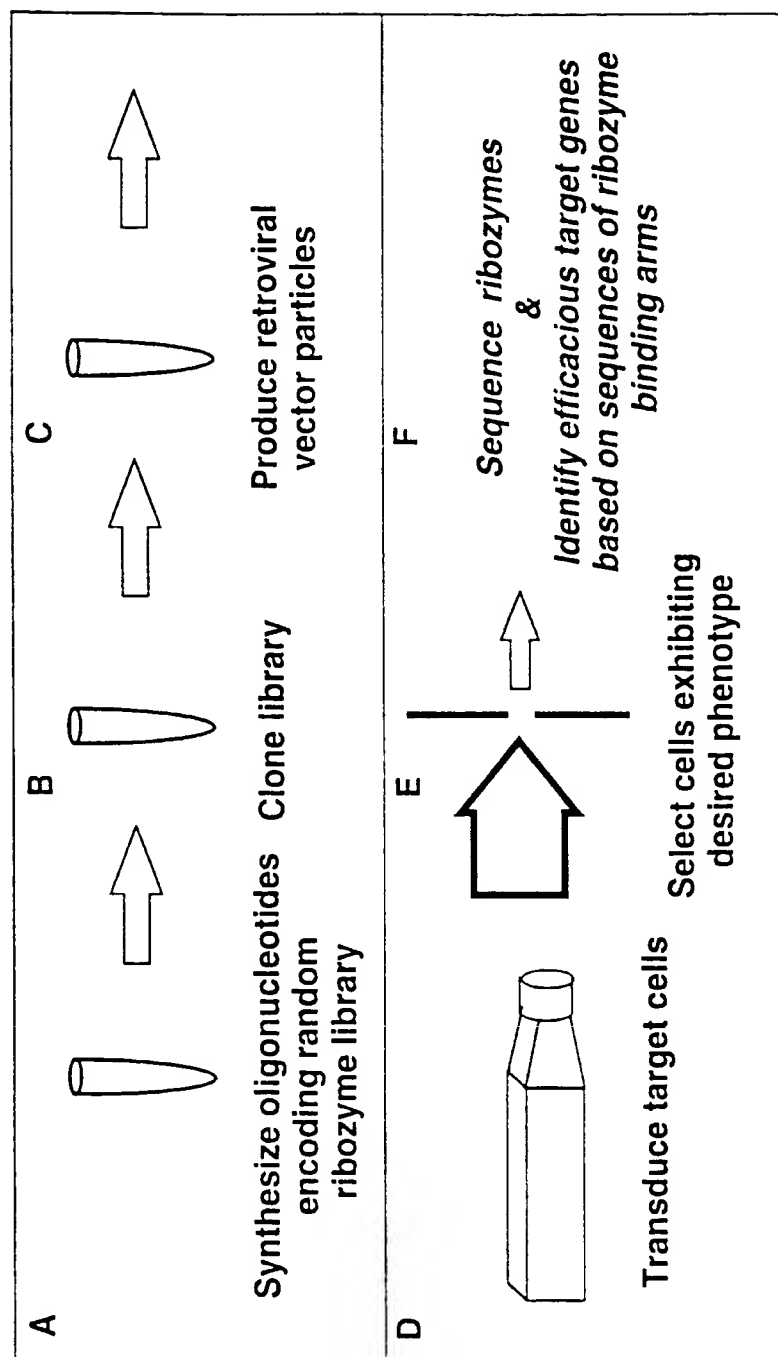 A
Synthesize oligonucleotides
encoding random
ribozyme library
B
Clone library
C
Produce retroviral
vector particles
D
Transduce target cells
E
Select cells exhibiting
desired phenotype
F
Sequence ribozymes
&
Identify efficacious target genes
based on sequences of ribozyme
binding arms